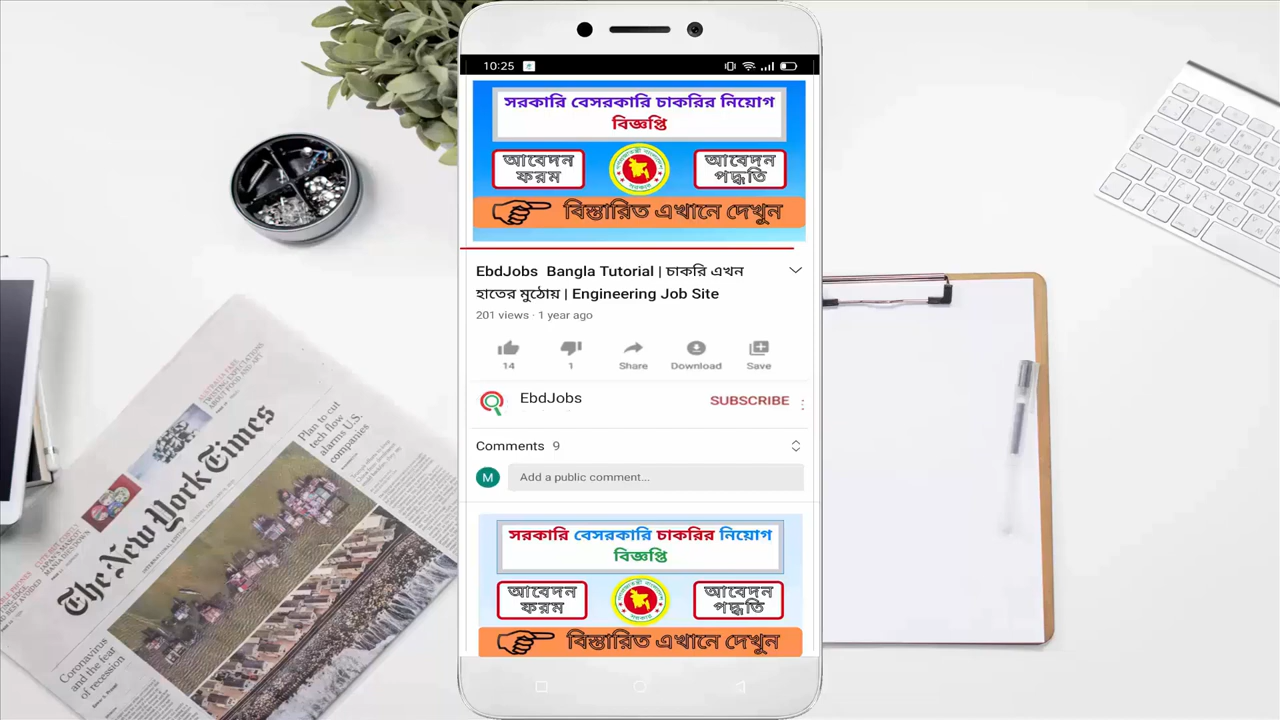 10:25
সরকারি বেসরকারি চাকরির নিয়োগ
বিজ্ঞপ্তি
আবেদন
ফরম
আবেদন
পদ্ধতি
বিস্তারিত এখানে দেখুন
EbdJobs Bangla Tutorial | চাকরি এখন
হাতের মুঠোয় | Engineering Job Site
201 views · 1 year ago
14
1
Share
Download
Save
EbdJobs
SUBSCRIBE
Comments 9
M
Add a public comment...
সরকারি বেসরকারি চাকরির নিয়োগ
বিজ্ঞপ্তি
আবেদন
ফরম
আবেদন
পদ্ধতি
বিস্তারিত এখানে দেখুন
The New York Times
INTERNATIONAL EDITION
Plan to cut
tech flow
alarms U.S.
companies
Coronavirus
and the fear
of recession